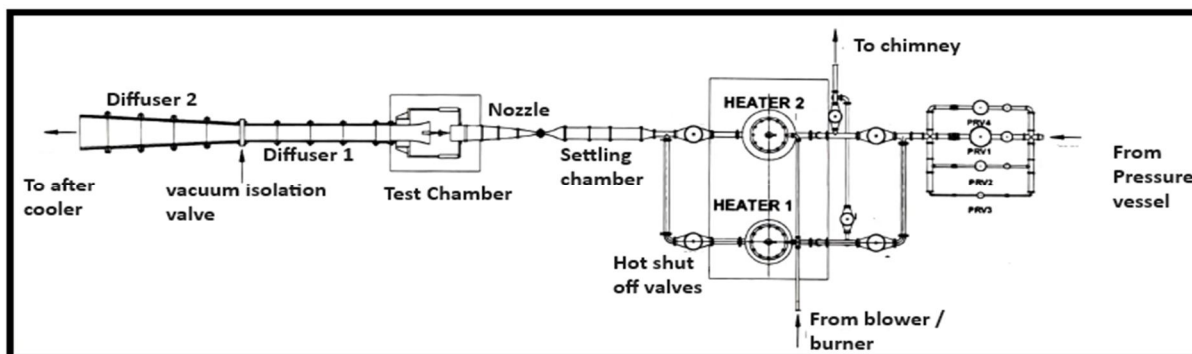 To chimney
Diffuser 2
Nozzle
HEATER 2
PRV4
PRV1
Diffuser 1
Settling
chamber
From
Pressure
vessel
To after
cooler
vacuum isolation
valve
Test Chamber
PRV2
HEATER 1
PRV3
Hot shut
off valves
From blower /
burner